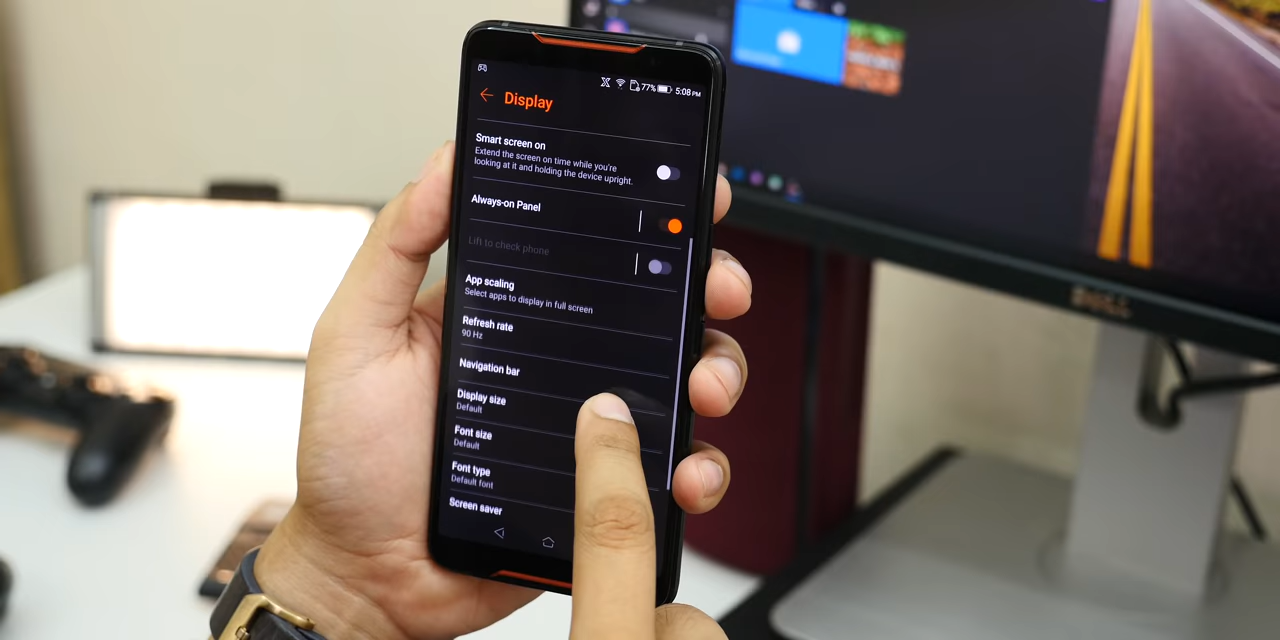 77% 5:08 PM
Display
Smart screen on
Extend the screen on time while you're
looking at it and holding the device upright.
Always-on Panel
Lift to check phone
App scaling
Select apps to display in full screen
Refresh rate
90 Hz
Navigation bar
Display size
Default
Font size
Default
Font type
Default font
Screen saver
DELL